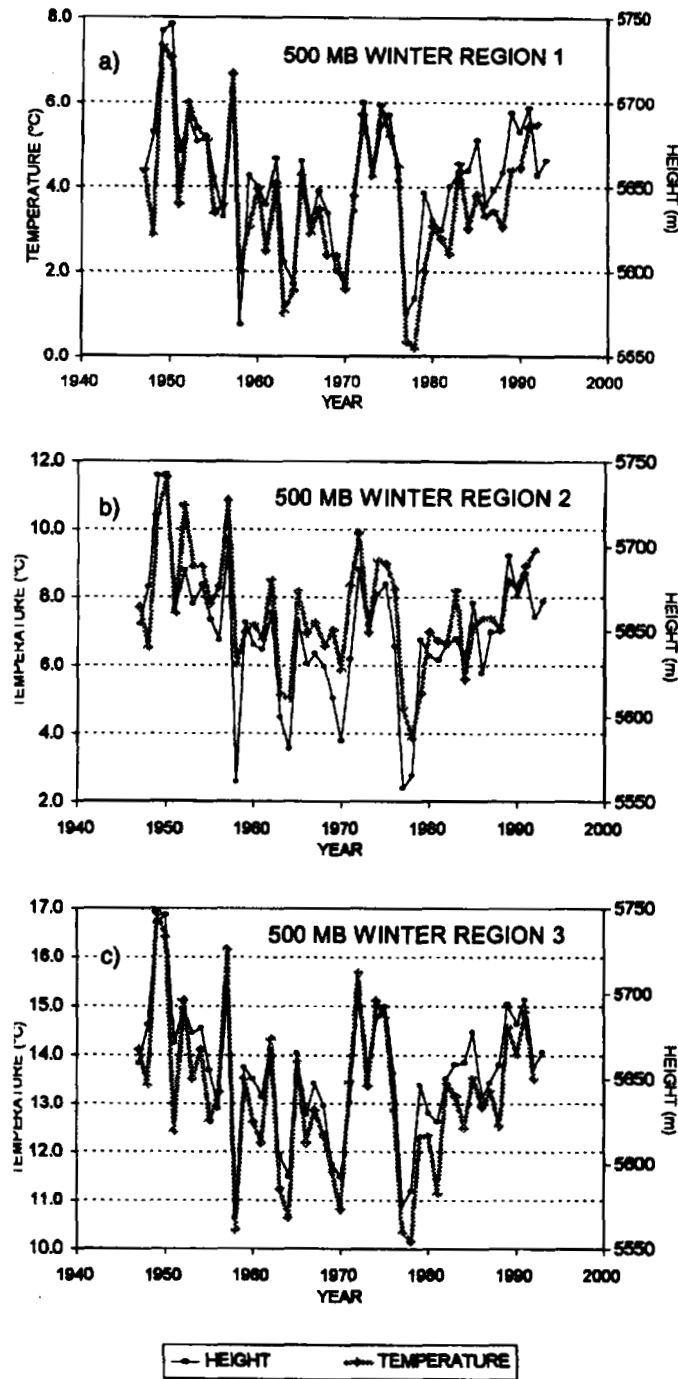 a)
500 MB WINTER REGION 1
TEMPERATURE (°C)
8.0
6.0
4.0
2.0
0.0
5750
5700
5650
5600
5650
HEIGHT (m)
1940 1950 1960 1970 1980 1990 2000
YEAR
b)
500 MB WINTER REGION 2
TEMPERATURE (°C)
12.0
10.0
8.0
6.0
4.0
2.0
5750
5700
5650
5600
5550
HEIGHT (m)
1940 1950 1960 1970 1980 1990 2000
YEAR
c)
500 MB WINTER REGION 3
TEMPERATURE (°C)
17.0
16.0
15.0
14.0
13.0
12.0
11.0
10.0
5750
5700
5650
5600
5550
HEIGHT (m)
1940 1950 1960 1970 1980 1990 2000
YEAR
HEIGHT TEMPERATURE